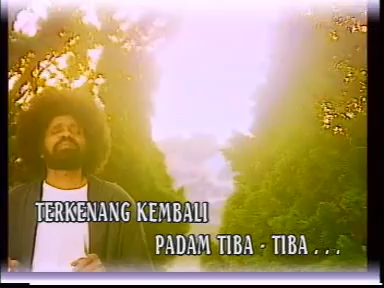 TERKENANG KEMBALI
PADAM TIBA - TIBA . . .